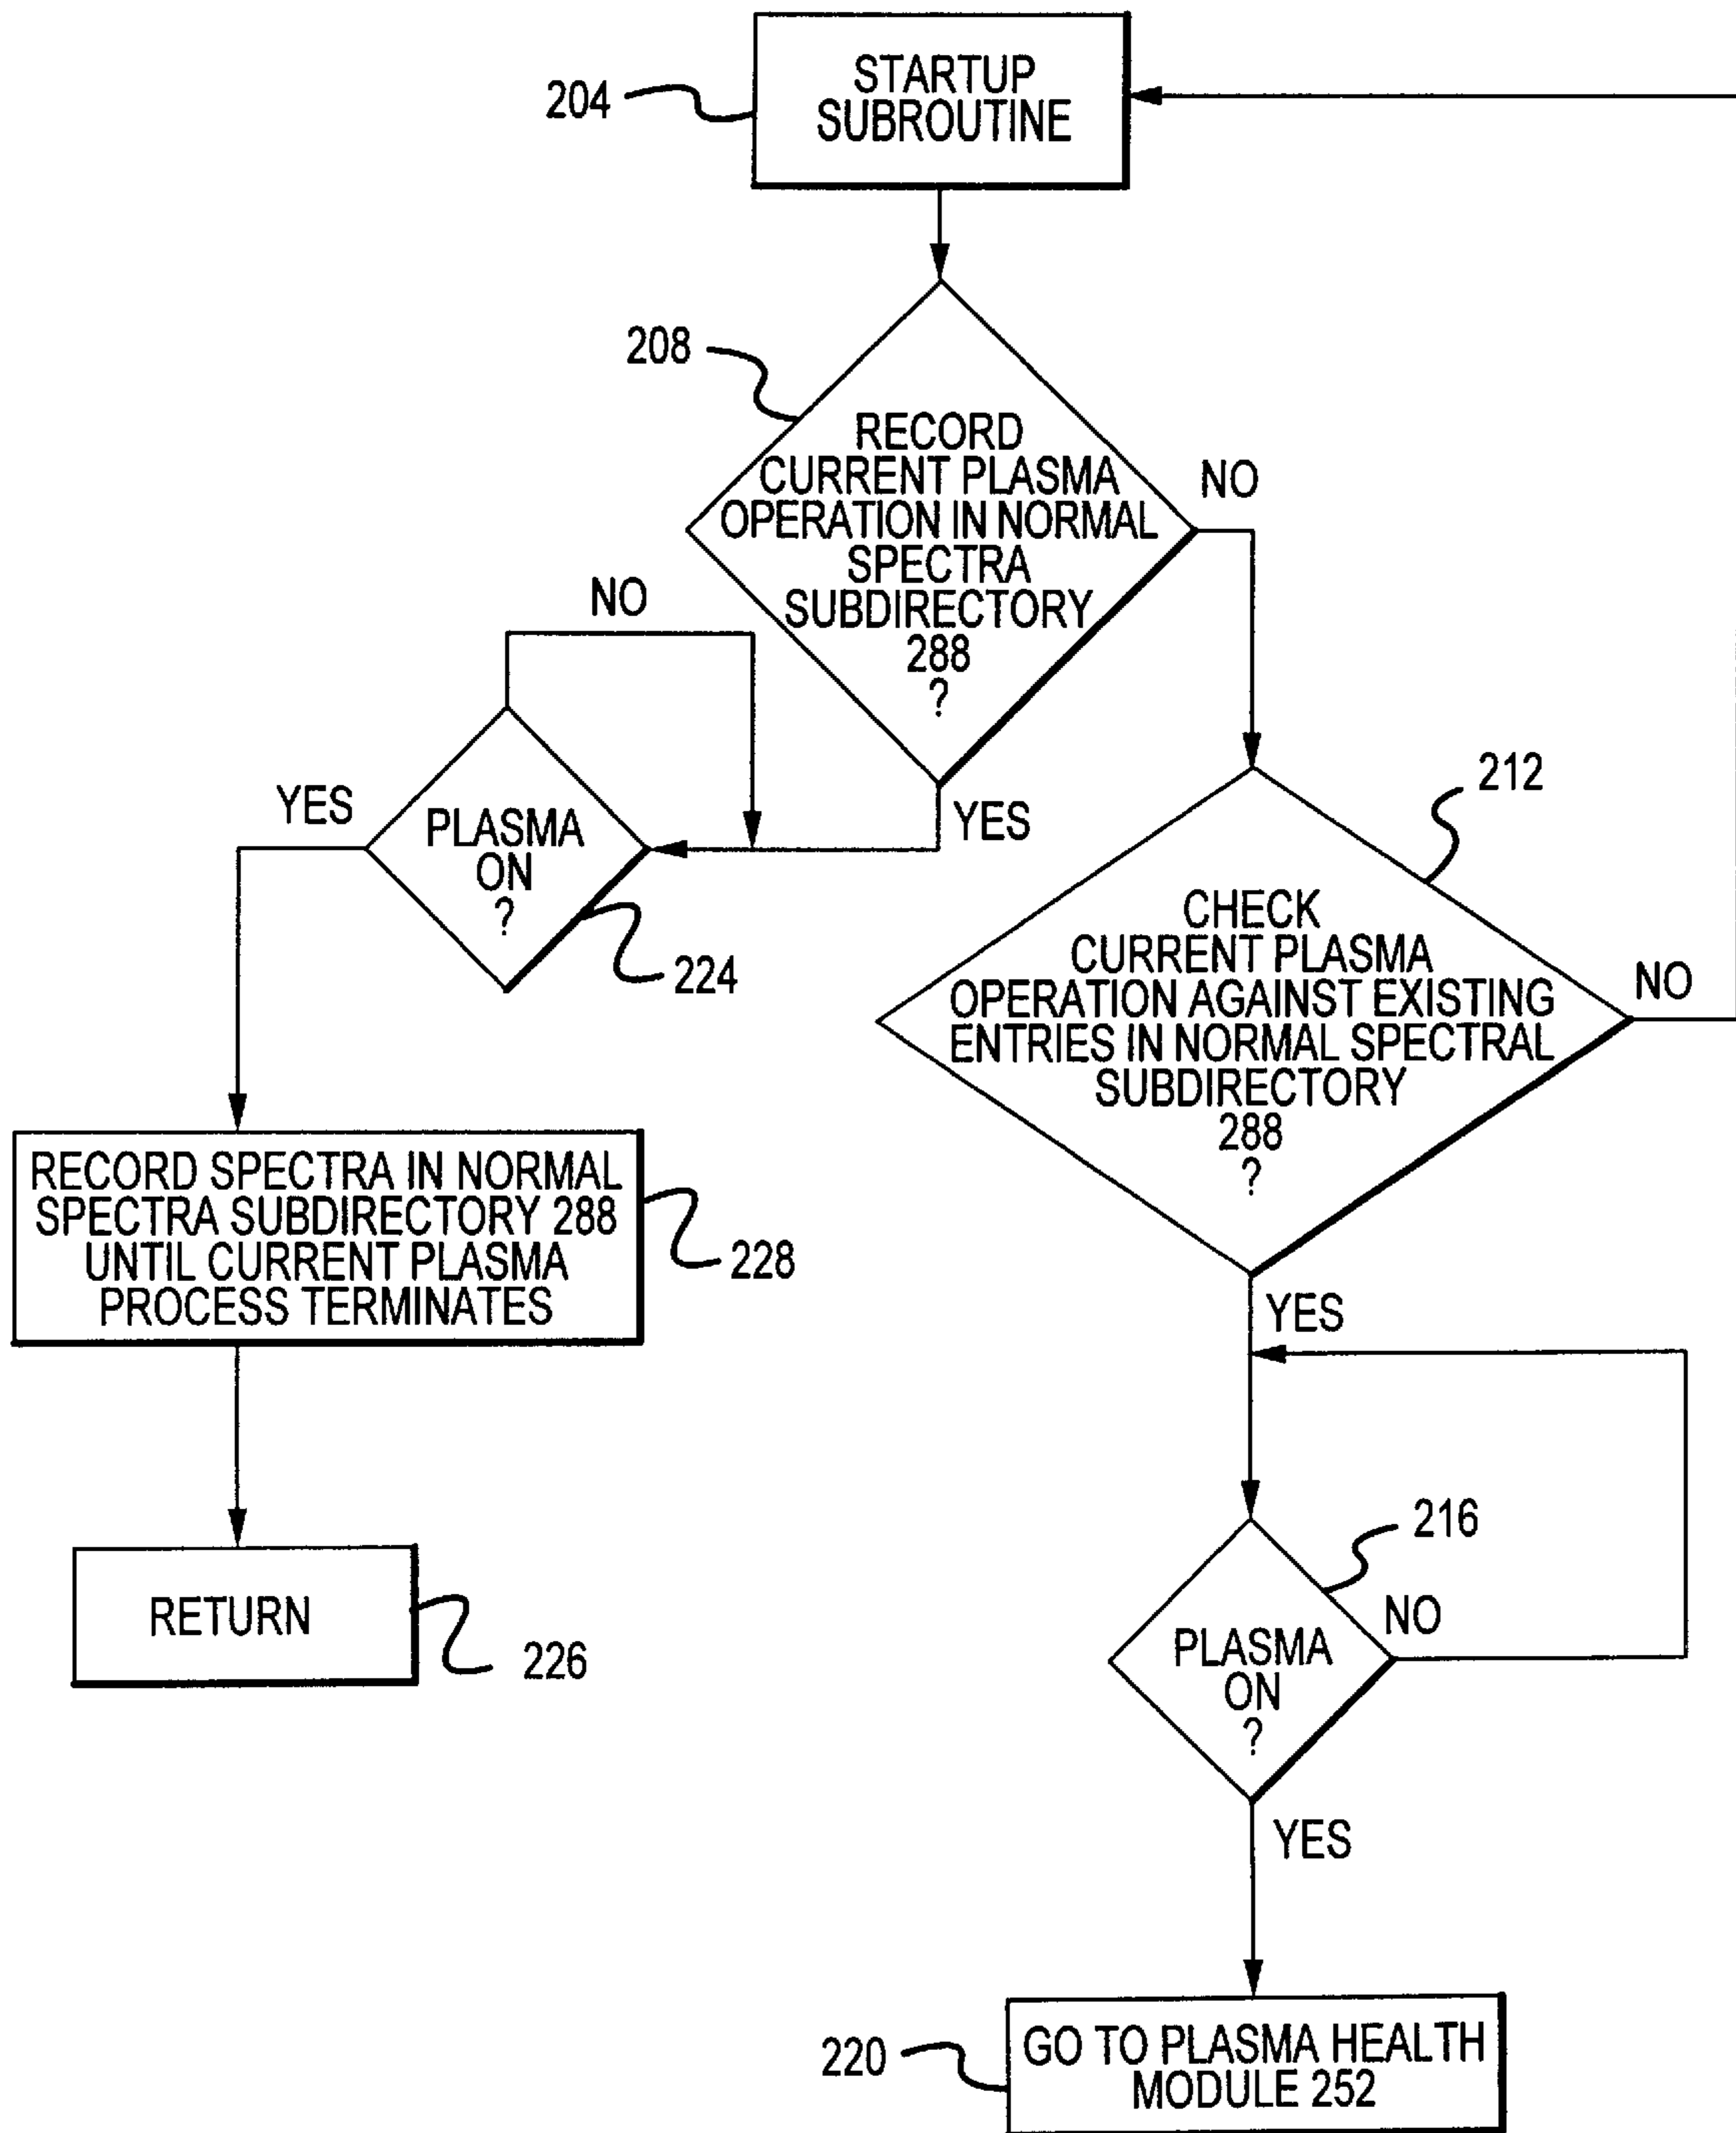 STARTUP
SUBROUTINE
204
208
RECORD
CURRENT PLASMA
OPERATION IN NORMAL
SPECTRA
SUBDIRECTORY
288
?
NO
NO
YES
YES
PLASMA
ON
?
224
212
CHECK
CURRENT PLASMA
OPERATION AGAINST EXISTING
ENTRIES IN NORMAL SPECTRAL
SUBDIRECTORY
288
?
NO
YES
RECORD SPECTRA IN NORMAL
SPECTRA SUBDIRECTORY 288
UNTIL CURRENT PLASMA
PROCESS TERMINATES
228
RETURN
226
216
PLASMA
ON
?
NO
YES
220
GO TO PLASMA HEALTH
MODULE 252